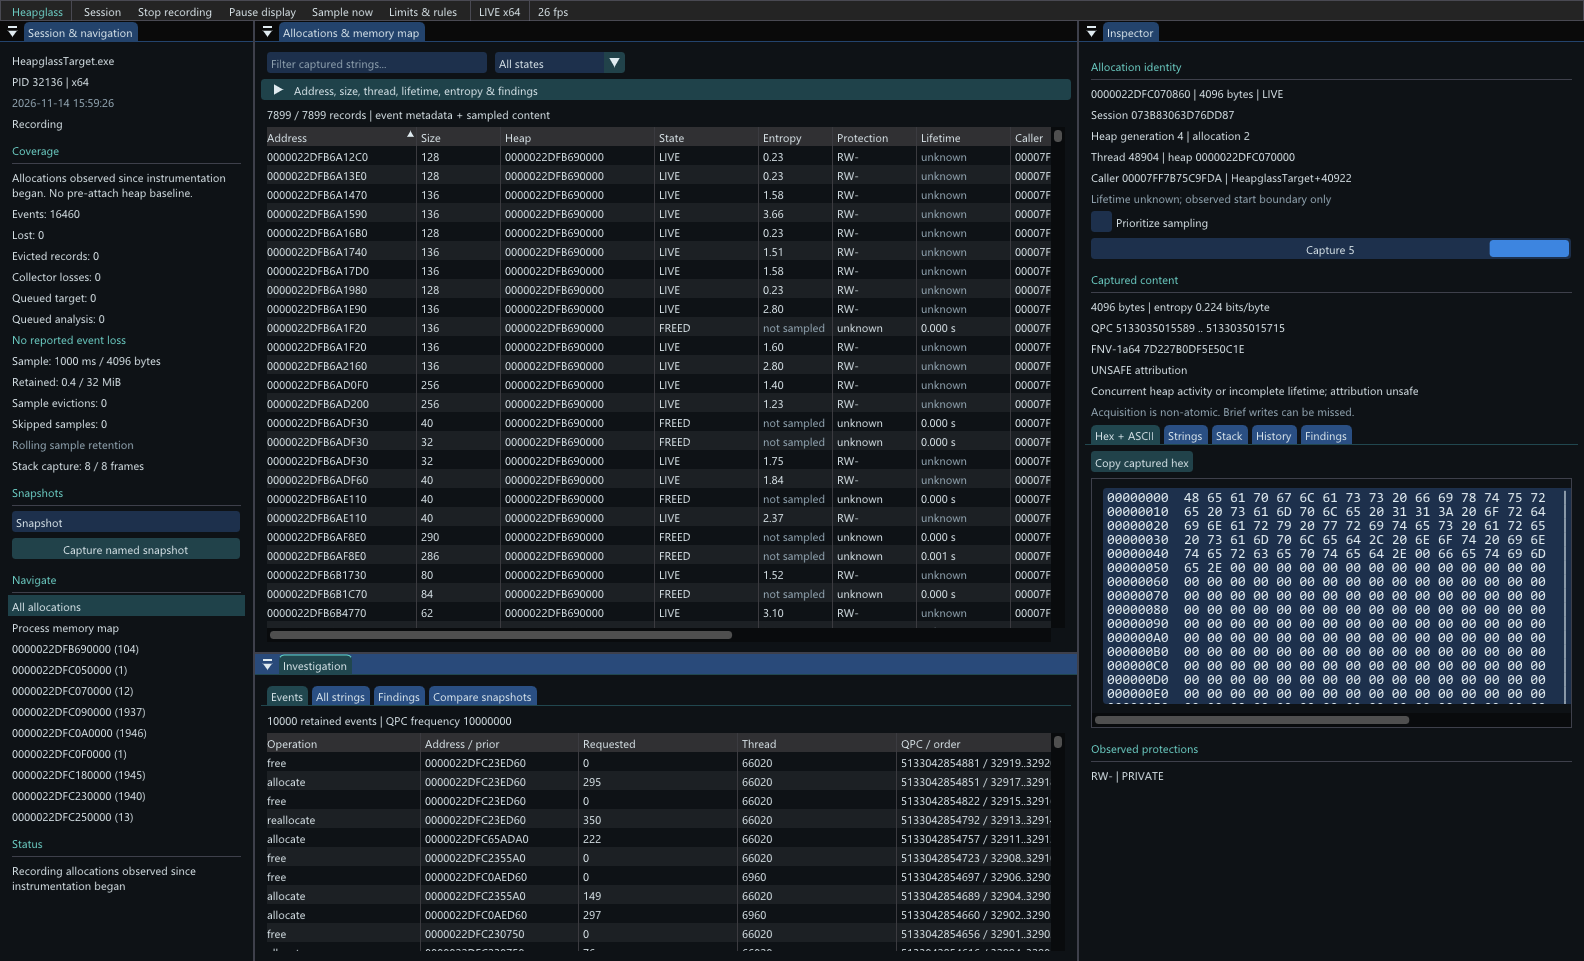 Heapglass Session Stop recording Pause display Sample now Limits & rules LIVE x64 26 fps
Session & navigation
HeapglassTarget.exe
PID 32136 | x64
2026-11-14 15:59:26
Recording
Coverage
Allocations observed since instrumentation
began. No pre-attach heap baseline.
Events: 16460
Lost: 0
Evicted records: 0
Collector losses: 0
Queued target: 0
Queued analysis: 0
No reported event loss
Sample: 1000 ms / 4096 bytes
Retained: 0.4 / 32 MiB
Sample evictions: 0
Skipped samples: 0
Rolling sample retention
Stack capture: 8 / 8 frames
Snapshots
Snapshot
Capture named snapshot
Navigate
All allocations
Process memory map
0000022DFB690000 (104)
0000022DFC050000 (1)
0000022DFC070000 (12)
0000022DFC090000 (1937)
0000022DFC0A0000 (1946)
0000022DFC0F0000 (1)
0000022DFC180000 (1945)
0000022DFC230000 (1940)
0000022DFC250000 (13)
Status
Recording allocations observed since
instrumentation began
Allocations & memory map
Filter captured strings... All states
Address, size, thread, lifetime, entropy & findings
7899 / 7899 records | event metadata + sampled content
Address Size Heap State Entropy Protection Lifetime Caller
0000022DFB6A12C0 128 0000022DFB690000 LIVE 0.23 RW- unknown 00007F
0000022DFB6A13E0 128 0000022DFB690000 LIVE 0.23 RW- unknown 00007F
0000022DFB6A1470 136 0000022DFB690000 LIVE 1.58 RW- unknown 00007F
0000022DFB6A1590 136 0000022DFB690000 LIVE 3.66 RW- unknown 00007F
0000022DFB6A16B0 128 0000022DFB690000 LIVE 0.23 RW- unknown 00007F
0000022DFB6A1740 136 0000022DFB690000 LIVE 1.51 RW- unknown 00007F
0000022DFB6A17D0 136 0000022DFB690000 LIVE 1.58 RW- unknown 00007F
0000022DFB6A1980 128 0000022DFB690000 LIVE 0.23 RW- unknown 00007F
0000022DFB6A1E90 136 0000022DFB690000 LIVE 2.80 RW- unknown 00007F
0000022DFB6A1F20 136 0000022DFB690000 FREED not sampled unknown 0.000 s 00007F
0000022DFB6A1F20 136 0000022DFB690000 LIVE 1.60 RW- unknown 00007F
0000022DFB6A2160 136 0000022DFB690000 LIVE 2.80 RW- unknown 00007F
0000022DFB6AD0F0 256 0000022DFB690000 LIVE 1.40 RW- unknown 00007F
0000022DFB6AD200 256 0000022DFB690000 LIVE 1.23 RW- unknown 00007F
0000022DFB6ADF30 40 0000022DFB690000 FREED not sampled unknown 0.000 s 00007F
0000022DFB6ADF30 32 0000022DFB690000 FREED not sampled unknown 0.000 s 00007F
0000022DFB6ADF30 32 0000022DFB690000 LIVE 1.75 RW- unknown 00007F
0000022DFB6ADF60 40 0000022DFB690000 LIVE 1.84 RW- unknown 00007F
0000022DFB6AE110 40 0000022DFB690000 FREED not sampled unknown 0.000 s 00007F
0000022DFB6AE110 40 0000022DFB690000 LIVE 2.37 RW- unknown 00007F
0000022DFB6AF8E0 290 0000022DFB690000 FREED not sampled unknown 0.000 s 00007F
0000022DFB6AF8E0 286 0000022DFB690000 FREED not sampled unknown 0.001 s 00007F
0000022DFB6B1730 80 0000022DFB690000 LIVE 1.52 RW- unknown 00007F
0000022DFB6B1C70 84 0000022DFB690000 FREED not sampled unknown 0.000 s 00007F
0000022DFB6B4770 62 0000022DFB690000 LIVE 3.10 RW- unknown 00007F
Investigation
Events All strings Findings Compare snapshots
10000 retained events | QPC frequency 10000000
Operation Address / prior Requested Thread QPC / order
free 0000022DFC23ED60 0 66020 5133042854881 / 32919..3292
allocate 0000022DFC23ED60 295 66020 5133042854851 / 32917..3291
free 0000022DFC23ED60 0 66020 5133042854822 / 32915..3291
reallocate 0000022DFC23ED60 350 66020 5133042854792 / 32913..3291
allocate 0000022DFC65ADA0 222 66020 5133042854757 / 32911..3291
free 0000022DFC2355A0 0 66020 5133042854723 / 32908..3291
free 0000022DFC0AED60 0 6960 5133042854697 / 32906..3290
allocate 0000022DFC2355A0 149 66020 5133042854689 / 32904..3290
allocate 0000022DFC0AED60 297 6960 5133042854660 / 32902..3290
free 0000022DFC230750 0 66020 5133042854656 / 32901..3290
Inspector
Allocation identity
0000022DFC070860 | 4096 bytes | LIVE
Session 073B83063D76DD87
Heap generation 4 | allocation 2
Thread 48904 | heap 0000022DFC070000
Caller 00007FF7B75C9FDA | HeapglassTarget+40922
Lifetime unknown; observed start boundary only
Prioritize sampling
Capture 5
Captured content
4096 bytes | entropy 0.224 bits/byte
QPC 5133035015589 .. 5133035015715
FNV-1a64 7D227B0DF5E50C1E
UNSAFE attribution
Concurrent heap activity or incomplete lifetime; attribution unsafe
Acquisition is non-atomic. Brief writes can be missed.
Hex + ASCII Strings Stack History Findings
Copy captured hex
00000000 48 65 61 70 67 6C 61 73 73 20 66 69 78 74 75 72
00000010 65 20 73 61 6D 70 6C 65 20 31 31 3A 20 6F 72 64
00000020 69 6E 61 72 79 20 77 72 69 74 65 73 20 61 72 65
00000030 20 73 61 6D 70 6C 65 64 2C 20 6E 6F 74 20 69 6E
00000040 74 65 72 63 65 70 74 65 64 2E 00 66 65 74 69 6D
00000050 65 2E 00 00 00 00 00 00 00 00 00 00 00 00 00 00
00000060 00 00 00 00 00 00 00 00 00 00 00 00 00 00 00 00
00000070 00 00 00 00 00 00 00 00 00 00 00 00 00 00 00 00
00000080 00 00 00 00 00 00 00 00 00 00 00 00 00 00 00 00
00000090 00 00 00 00 00 00 00 00 00 00 00 00 00 00 00 00
000000A0 00 00 00 00 00 00 00 00 00 00 00 00 00 00 00 00
000000B0 00 00 00 00 00 00 00 00 00 00 00 00 00 00 00 00
000000C0 00 00 00 00 00 00 00 00 00 00 00 00 00 00 00 00
000000D0 00 00 00 00 00 00 00 00 00 00 00 00 00 00 00 00
000000E0 00 00 00 00 00 00 00 00 00 00 00 00 00 00 00 00
Observed protections
RW- | PRIVATE